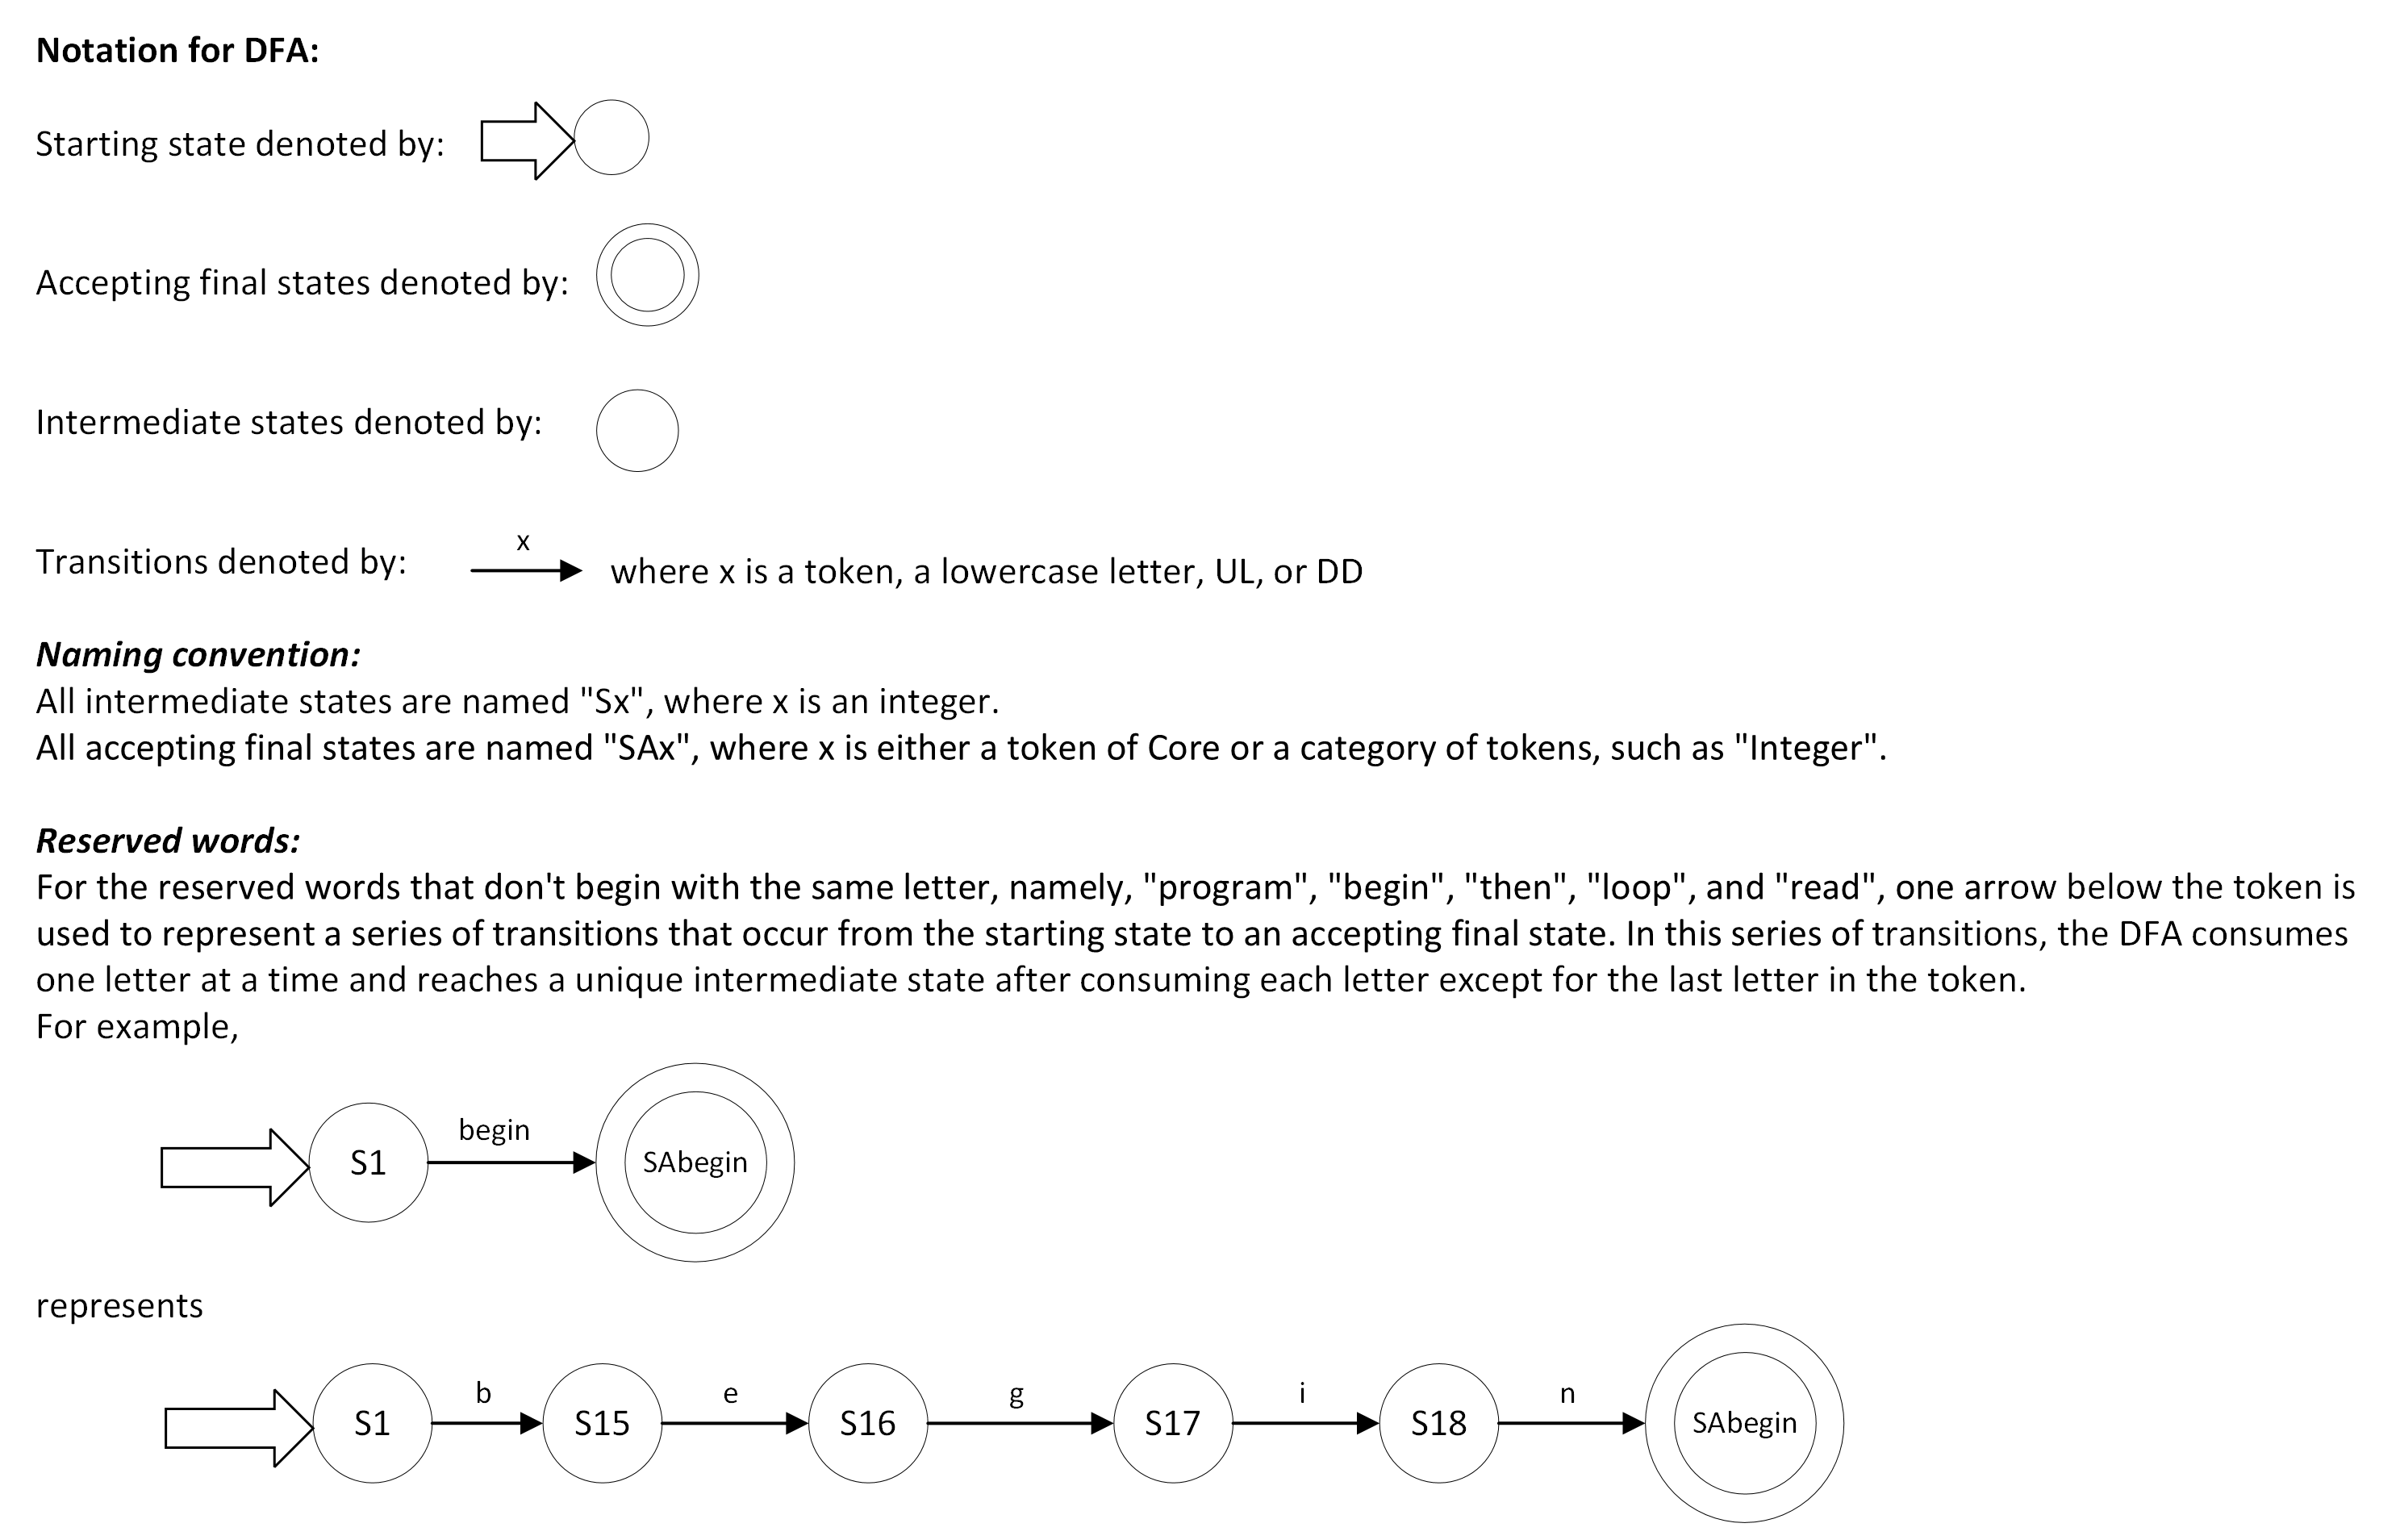 Notation for DFA:
Starting state denoted by:
Accepting final states denoted by:
Intermediate states denoted by:
Transitions denoted by: x where x is a token, a lowercase letter, UL, or DD
Naming convention:
All intermediate states are named "Sx", where x is an integer.
All accepting final states are named "SAx", where x is either a token of Core or a category of tokens, such as "Integer".
Reserved words:
For the reserved words that don't begin with the same letter, namely, "program", "begin", "then", "loop", and "read", one arrow below the token is
used to represent a series of transitions that occur from the starting state to an accepting final state. In this series of transitions, the DFA consumes
one letter at a time and reaches a unique intermediate state after consuming each letter except for the last letter in the token.
For example,
S1 begin SAbegin
represents
S1 b S15 e S16 g S17 i S18 n SAbegin